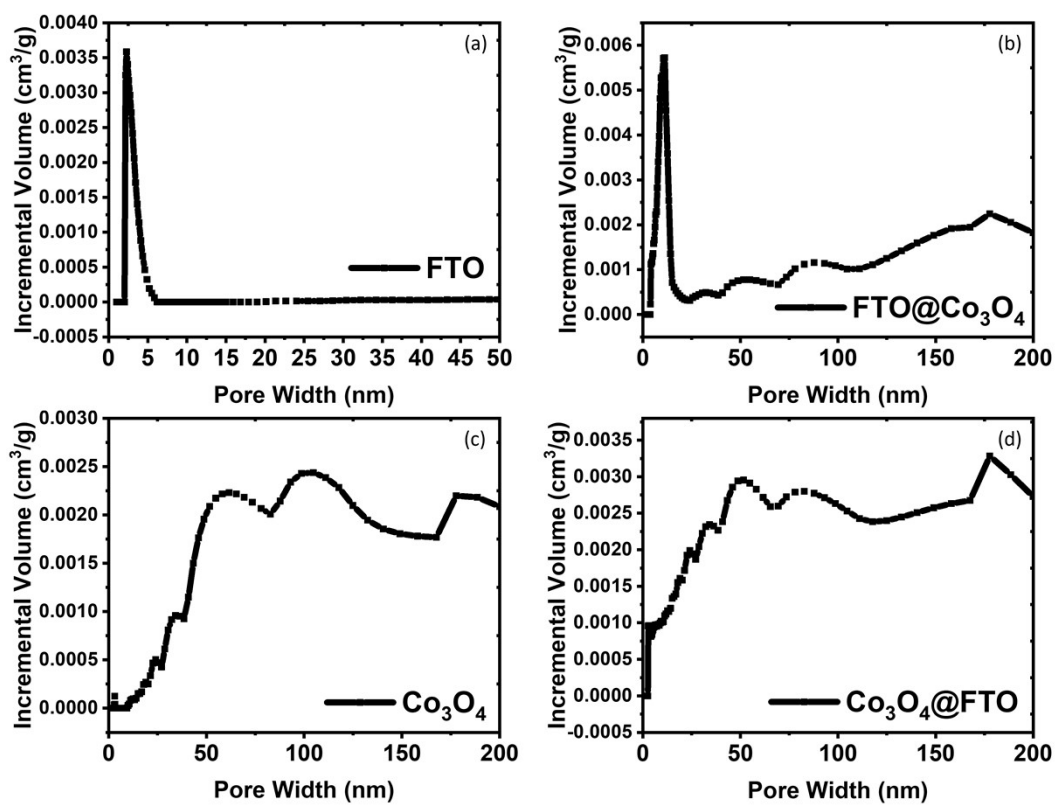 (a)
Incremental Volume (cm³/g)
0.0040
0.0035
0.0030
0.0025
0.0020
0.0015
0.0010
0.0005
0.0000
-0.0005
FTO
0 5 10 15 20 25 30 35 40 45 50
Pore Width (nm)
(b)
Incremental Volume (cm³/g)
0.006
0.005
0.004
0.003
0.002
0.001
0.000
FTO@Co₃O₄
0 50 100 150 200
Pore Width (nm)
(c)
Incremental Volume (cm³/g)
0.0030
0.0025
0.0020
0.0015
0.0010
0.0005
0.0000
Co₃O₄
0 50 100 150 200
Pore Width (nm)
(d)
Incremental Volume (cm³/g)
0.0035
0.0030
0.0025
0.0020
0.0015
0.0010
0.0005
0.0000
-0.0005
Co₃O₄@FTO
0 50 100 150 200
Pore Width (nm)